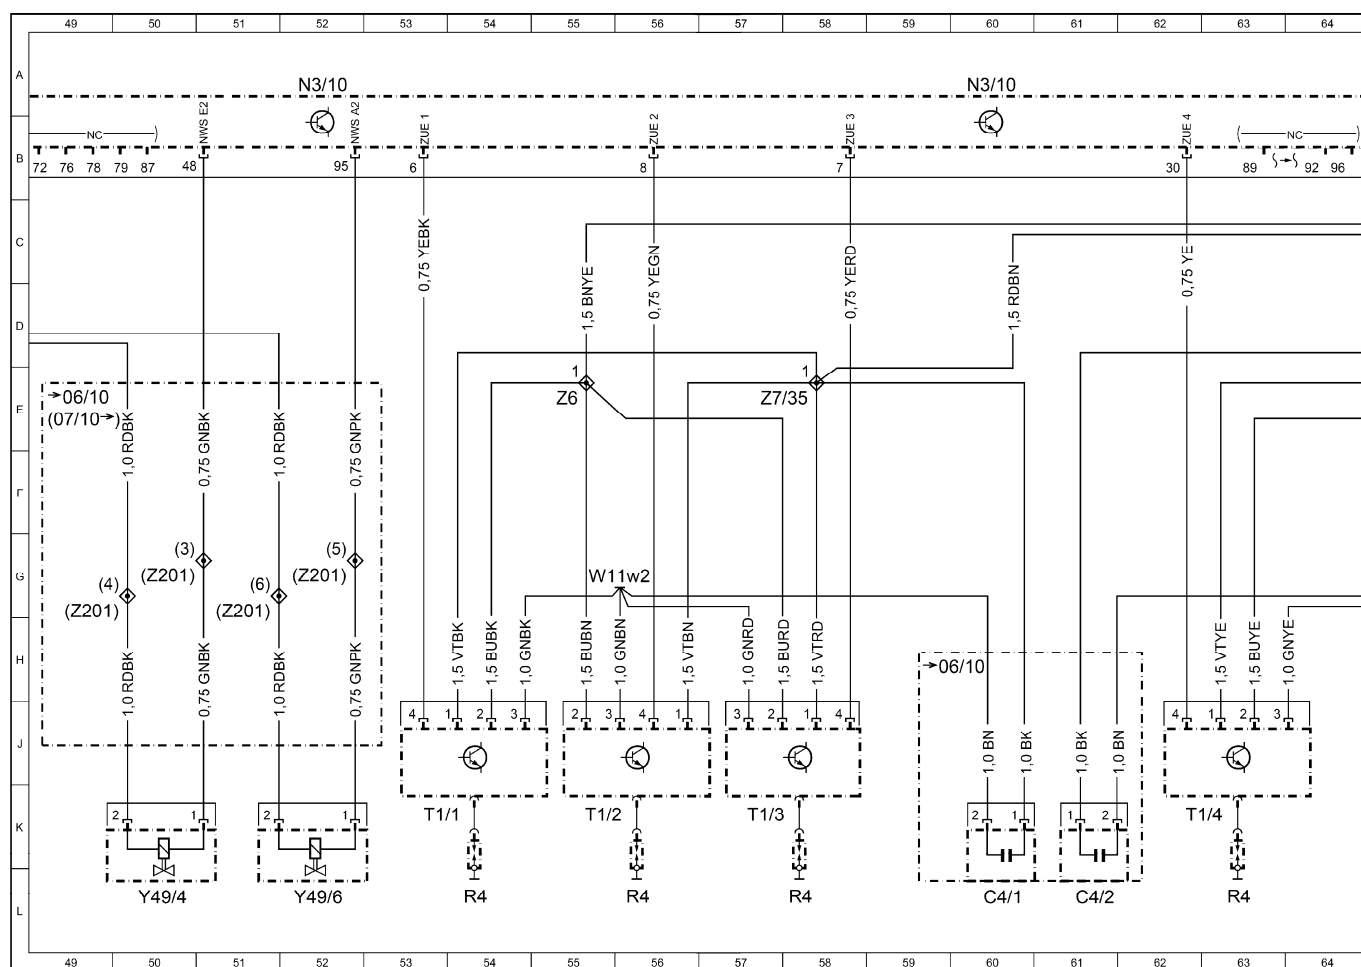 49 50 51 52 53 54 55 56 57 58 59 60 61 62 63 64
A
N3/10 N3/10
NWS E2 NWS A2 ZUE 1 ZUE 2 ZUE 3 ZUE 4
NC NC
B
72 76 78 79 87 48 95 6 8 7 30 89 92 96
C
0,75 YEBK 1,5 BNYE 0,75 YEGN 0,75 YERD 1,5 RDBN 0,75 YE
D
1 1
Z6 Z7/35
E
06/10
(07/10 )
1,0 RDBK 0,75 GNBK 1,0 RDBK 0,75 GNPK
F
(3) (5)
(Z201) (Z201)
G
W11w2
(4) (6)
(Z201) (Z201)
H
1,0 RDBK 0,75 GNBK 1,0 RDBK 0,75 GNPK 1,5 VTBK 1,5 BUBK 1,0 GNBK 1,5 BUBN 1,0 GNBN 1,5 VTBN 1,0 GNRD 1,5 BURD 1,5 VTRD 1,5 VTYE 1,5 BUYE 1,0 GNYE
06/10
4 1 2 3 2 3 4 1 3 2 1 4 4 1 2 3
J
1,0 BN 1,0 BK 1,0 BK 1,0 BN
T1/1 T1/2 T1/3 T1/4
2 1 2 1 2 1 1 2
K
Y49/4 Y49/6 R4 R4 R4 C4/1 C4/2 R4
L
49 50 51 52 53 54 55 56 57 58 59 60 61 62 63 64